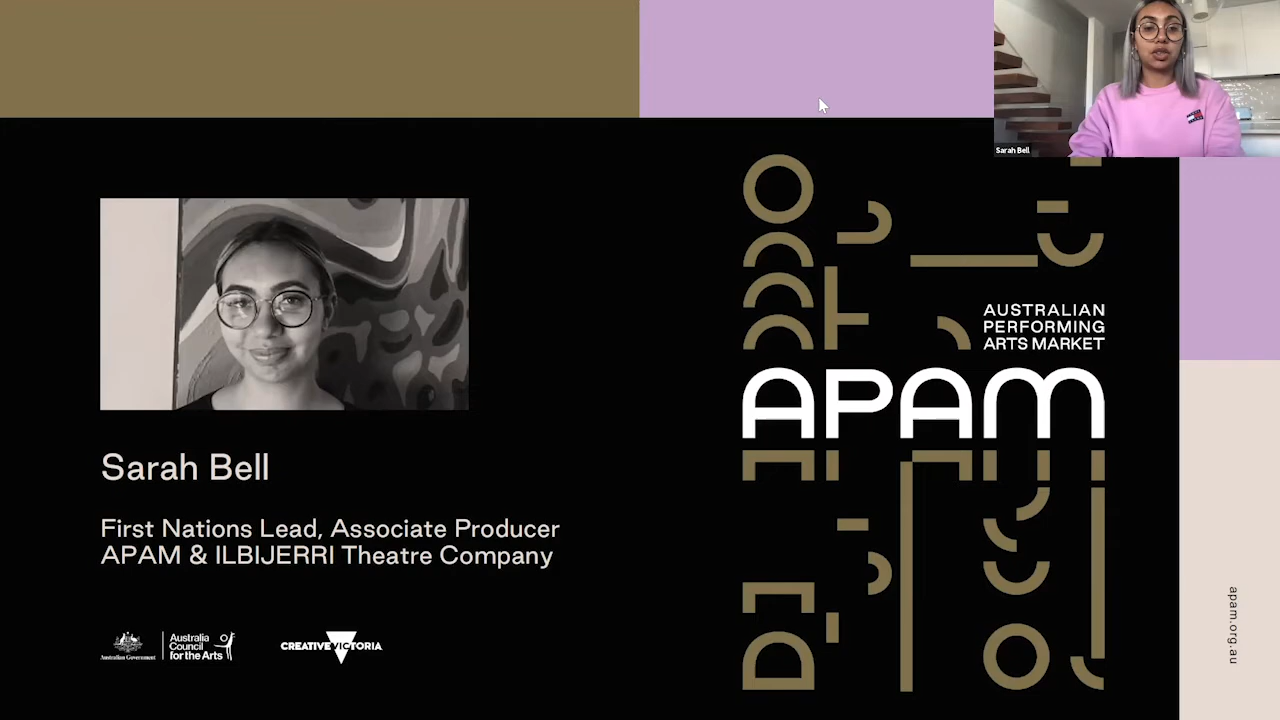 Sarah Bell
AUSTRALIAN
PERFORMING
ARTS MARKET
APAM
Sarah Bell
First Nations Lead, Associate Producer
APAM & ILBIJERRI Theatre Company
Australian Government
Australia
Council
for the Arts
CREATIVE VICTORIA
apam.org.au